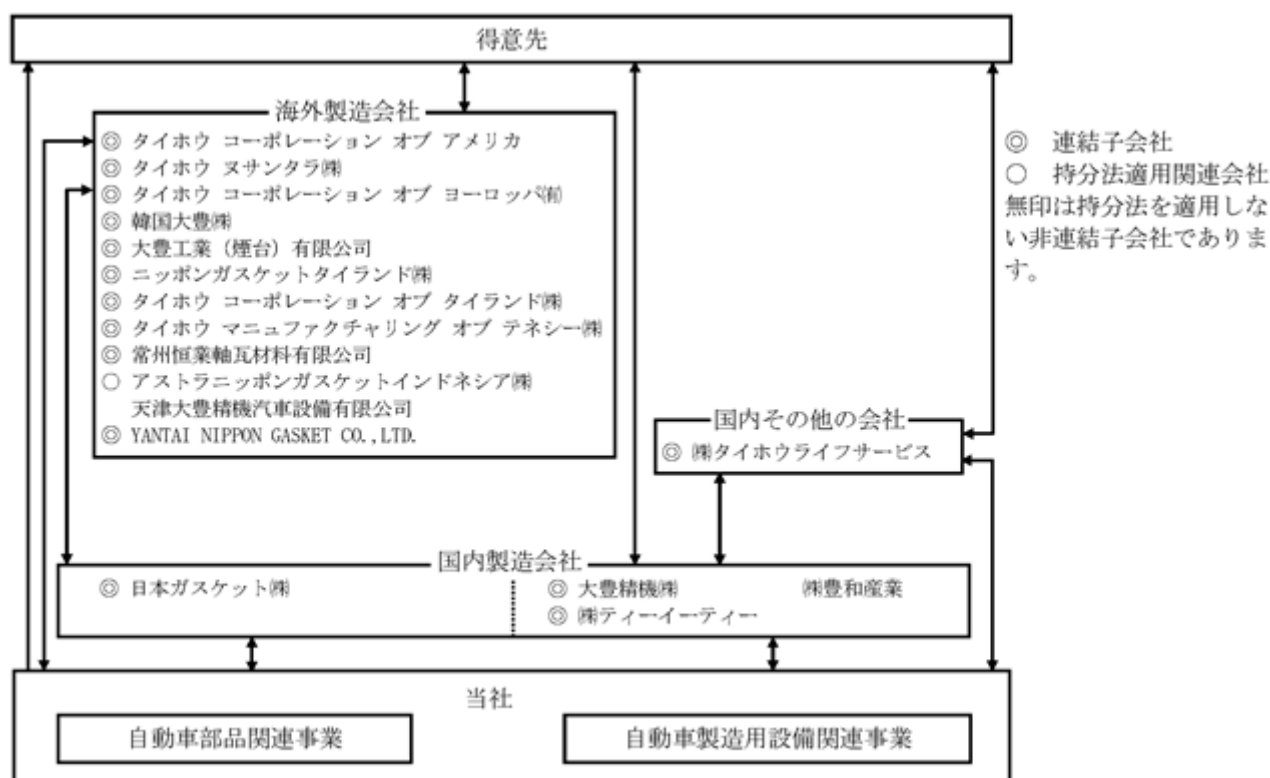 得意先
海外製造会社
◎ タイホウ コーポレーション オブ アメリカ
◎ タイホウ ヌサンタラ㈱
◎ タイホウ コーポレーション オブ ヨーロッパ㈲
◎ 韓国大豊㈱
◎ 大豊工業（煙台）有限公司
◎ ニッポンガスケットタイランド㈱
◎ タイホウ コーポレーション オブ タイランド㈱
◎ タイホウ マニュファクチャリング オブ テネシー㈱
◎ 常州恒業軸瓦材料有限公司
○ アストラニッポンガスケットインドネシア㈱
天津大豊精機汽車設備有限公司
◎ YANTAI NIPPON GASKET CO.,LTD.
◎ 連結子会社
○ 持分法適用関連会社
無印は持分法を適用しな
い非連結子会社でありま
す。
国内その他の会社
◎ ㈱タイホウライフサービス
国内製造会社
◎ 日本ガスケット㈱
◎ 大豊精機㈱ ㈱豊和産業
◎ ㈱ティーイーティー
当社
自動車部品関連事業
自動車製造用設備関連事業